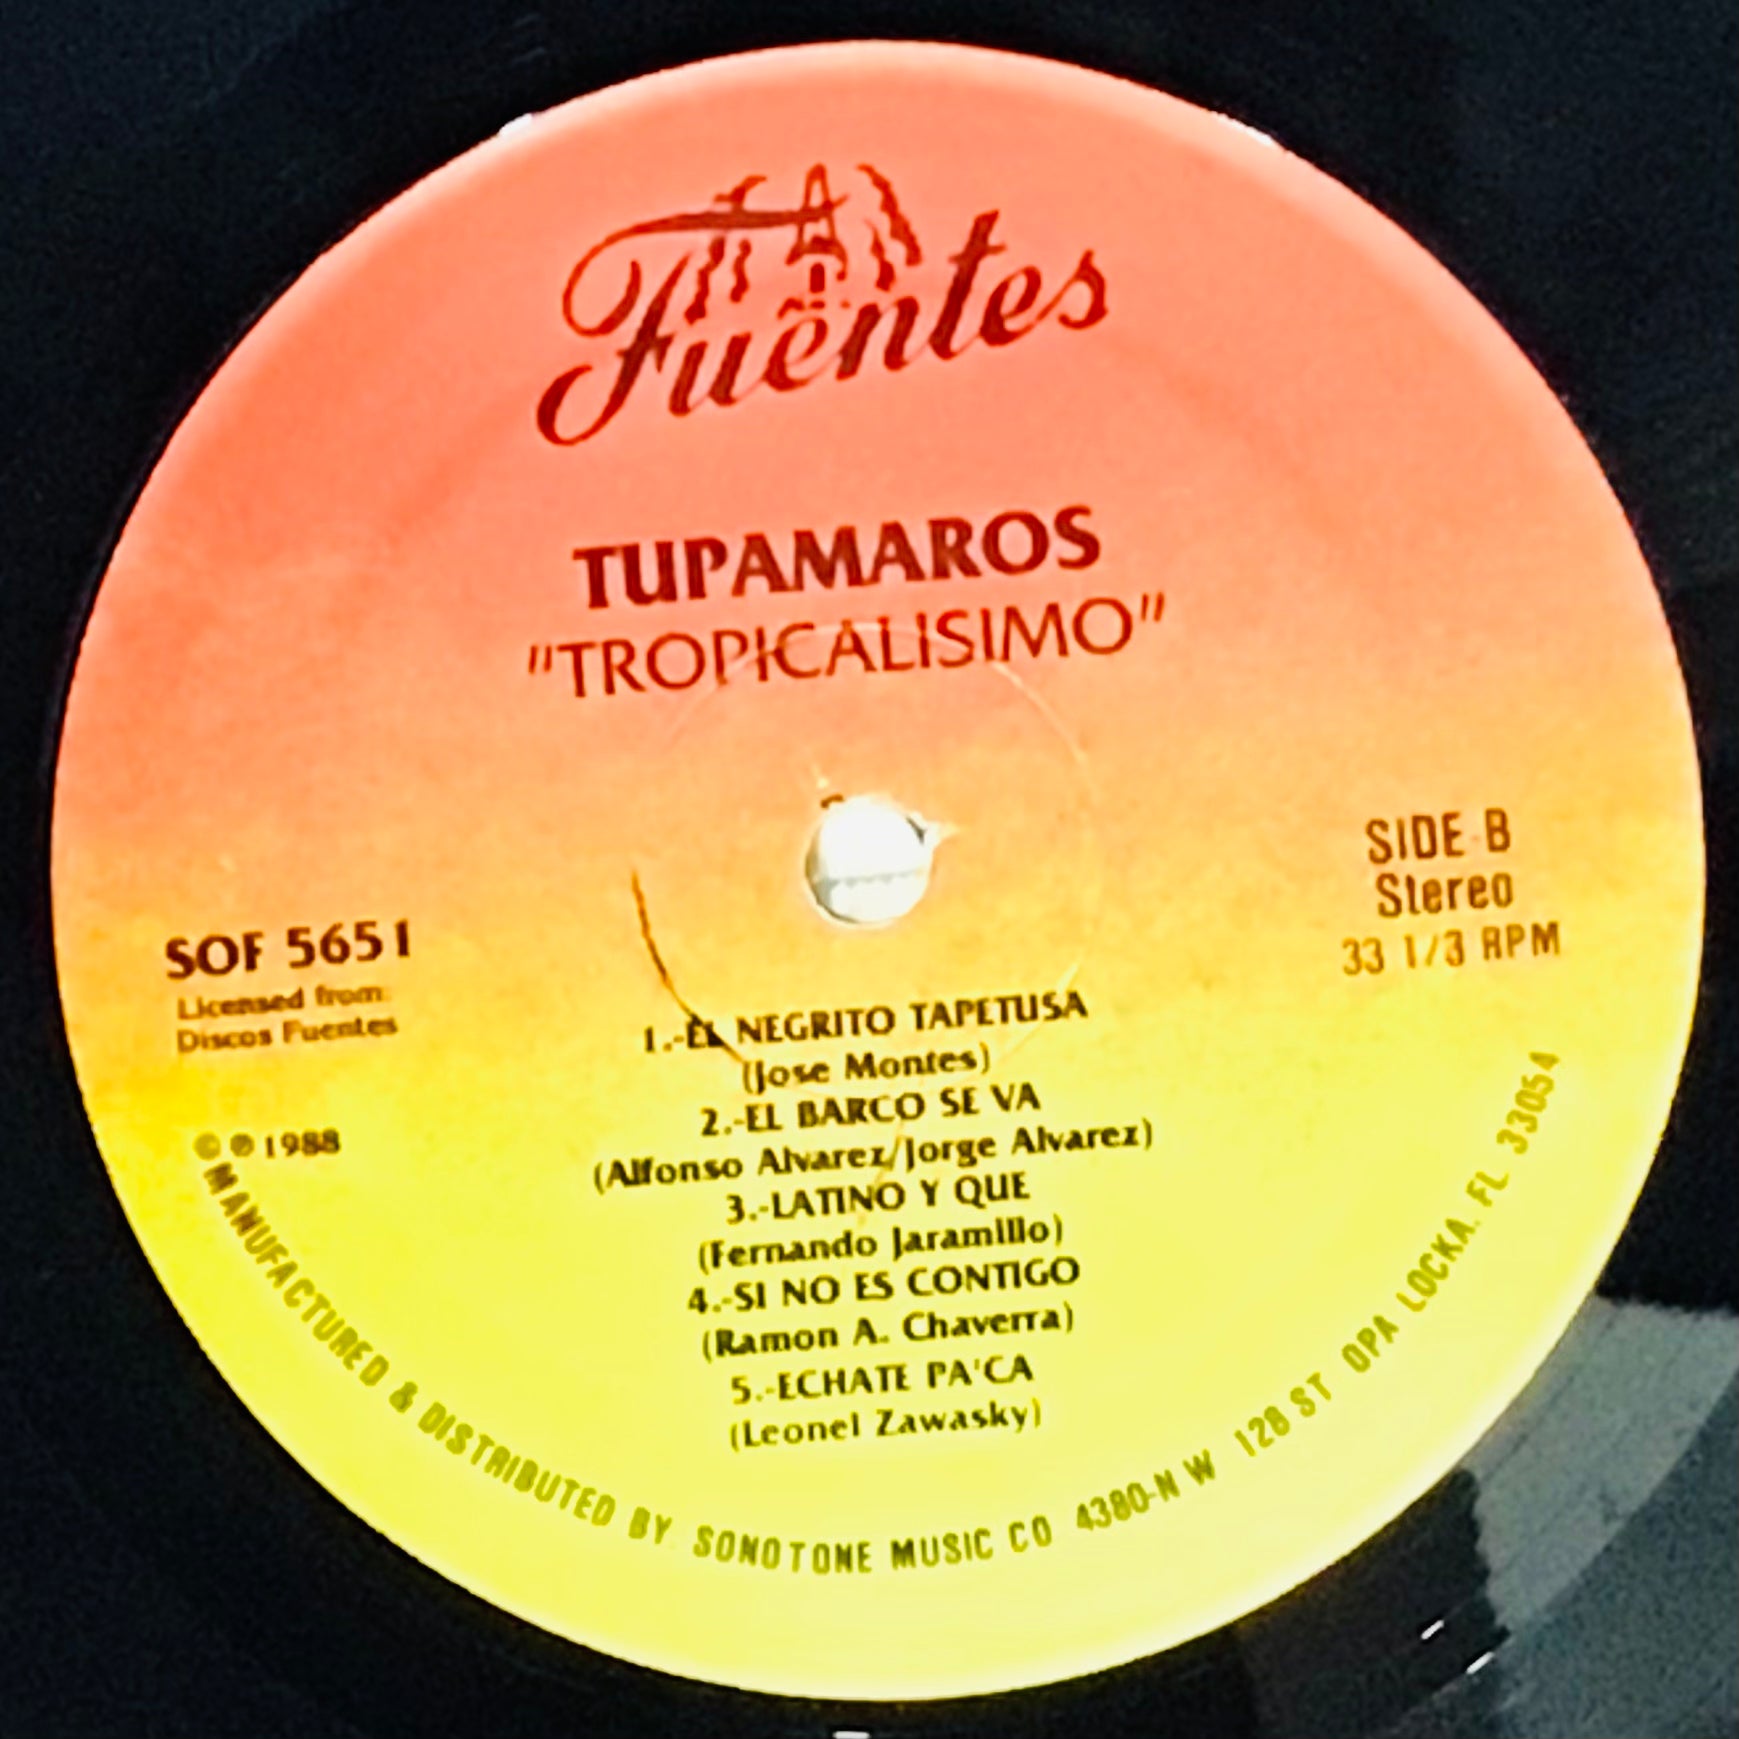 Fuentes
TUPAMAROS
"TROPICALISIMO"
SIDE B
Stereo
33 1/3 RPM
SOF 5651
Licensed from:
Discos Fuentes
© ℗ 1988
1.-EL NEGRITO TAPETUSA
(Jose Montes)
2.-EL BARCO SE VA
(Alfonso Alvarez/Jorge Alvarez)
3.-LATINO Y QUE
(Fernando Jaramillo)
4.-SI NO ES CONTIGO
(Ramon A. Chaverra)
5.-ECHATE PA'CA
(Leonel Zawasky)
MANUFACTURED & DISTRIBUTED BY. SONOTONE MUSIC CO 4380-N W 128 ST OPA LOCKA. FL 33054